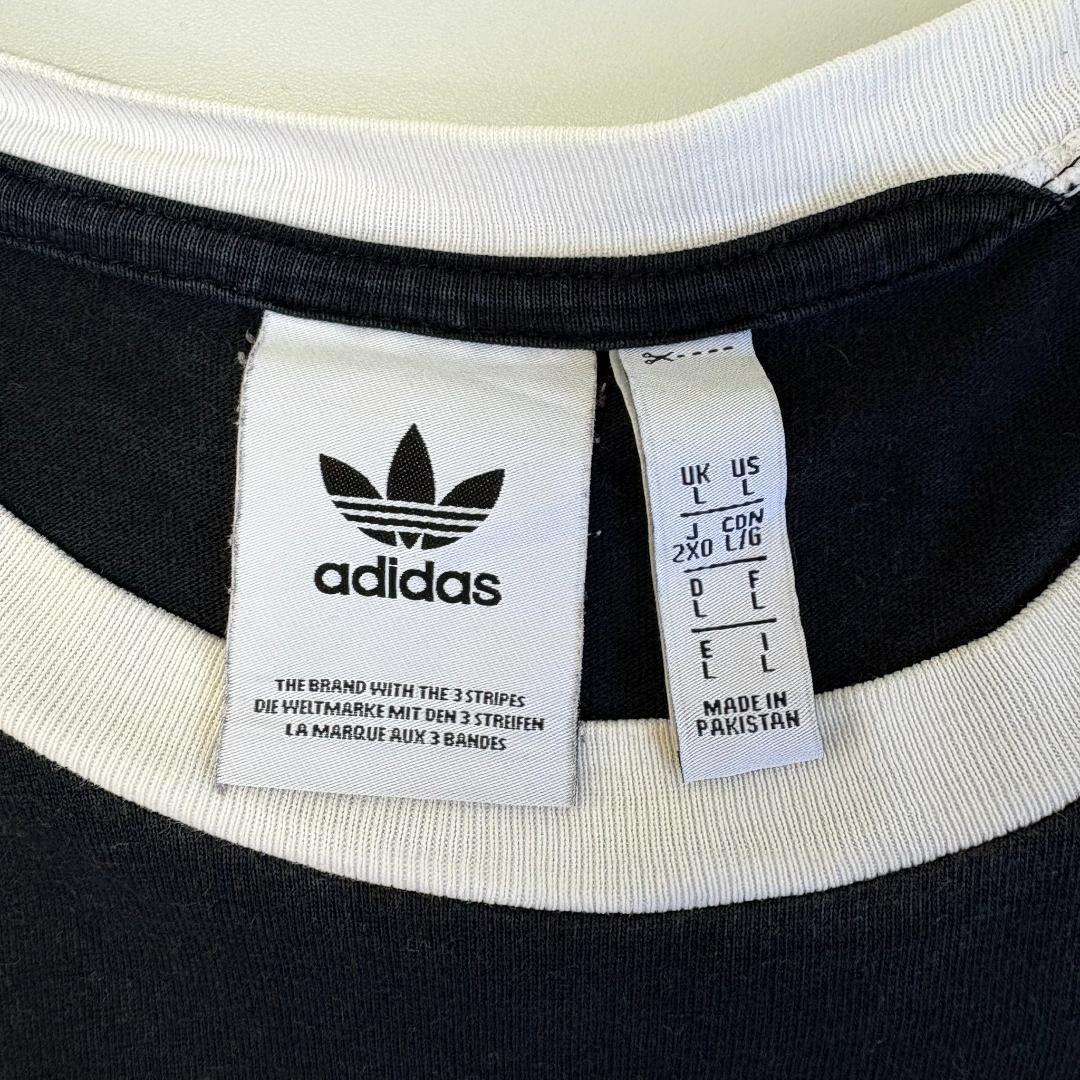 adidas
THE BRAND WITH THE 3 STRIPES
DIE WELTMARKE MIT DEN 3 STREIFEN
LA MARQUE AUX 3 BANDES
UK US
L L
J CDN
2XO L/G
D F
L L
E I
L L
MADE IN
PAKISTAN